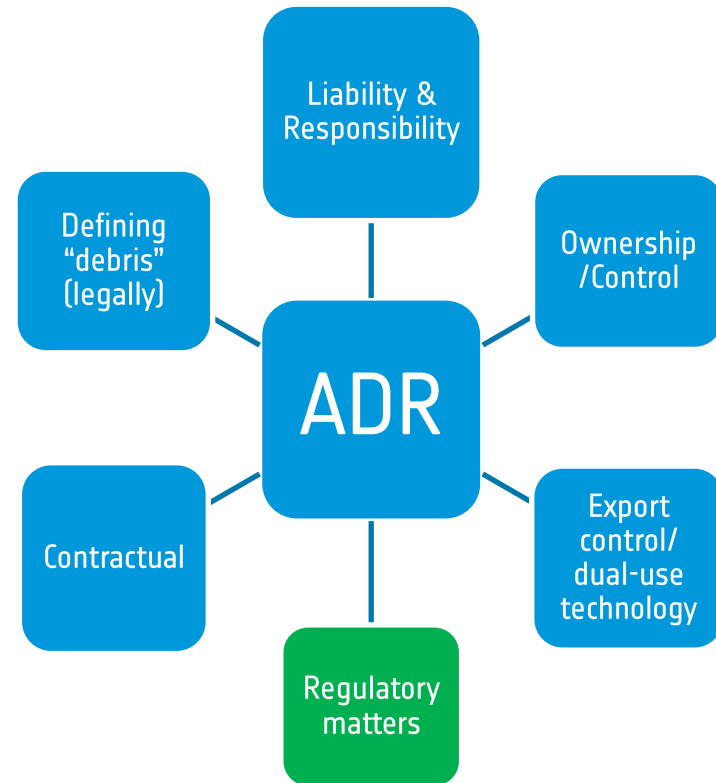 Liability &
Responsibility
Defining
“debris”
(legally)
Ownership
/Control
ADR
Contractual
Export
control/
dual-use
technology
Regulatory
matters